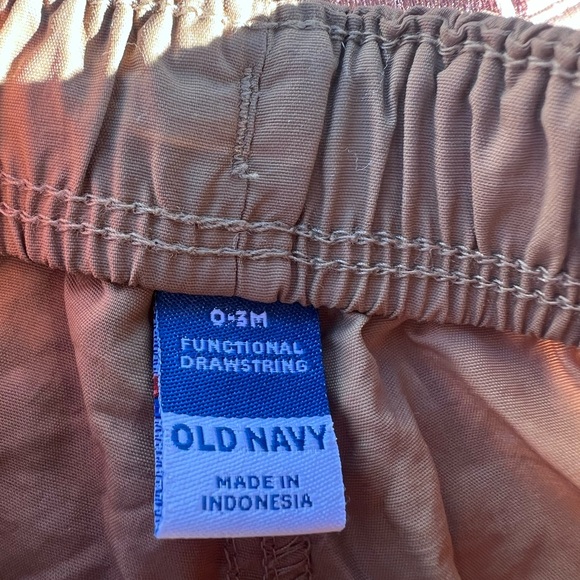 0-3M
FUNCTIONAL
DRAWSTRING
OLD NAVY
MADE IN
INDONESIA